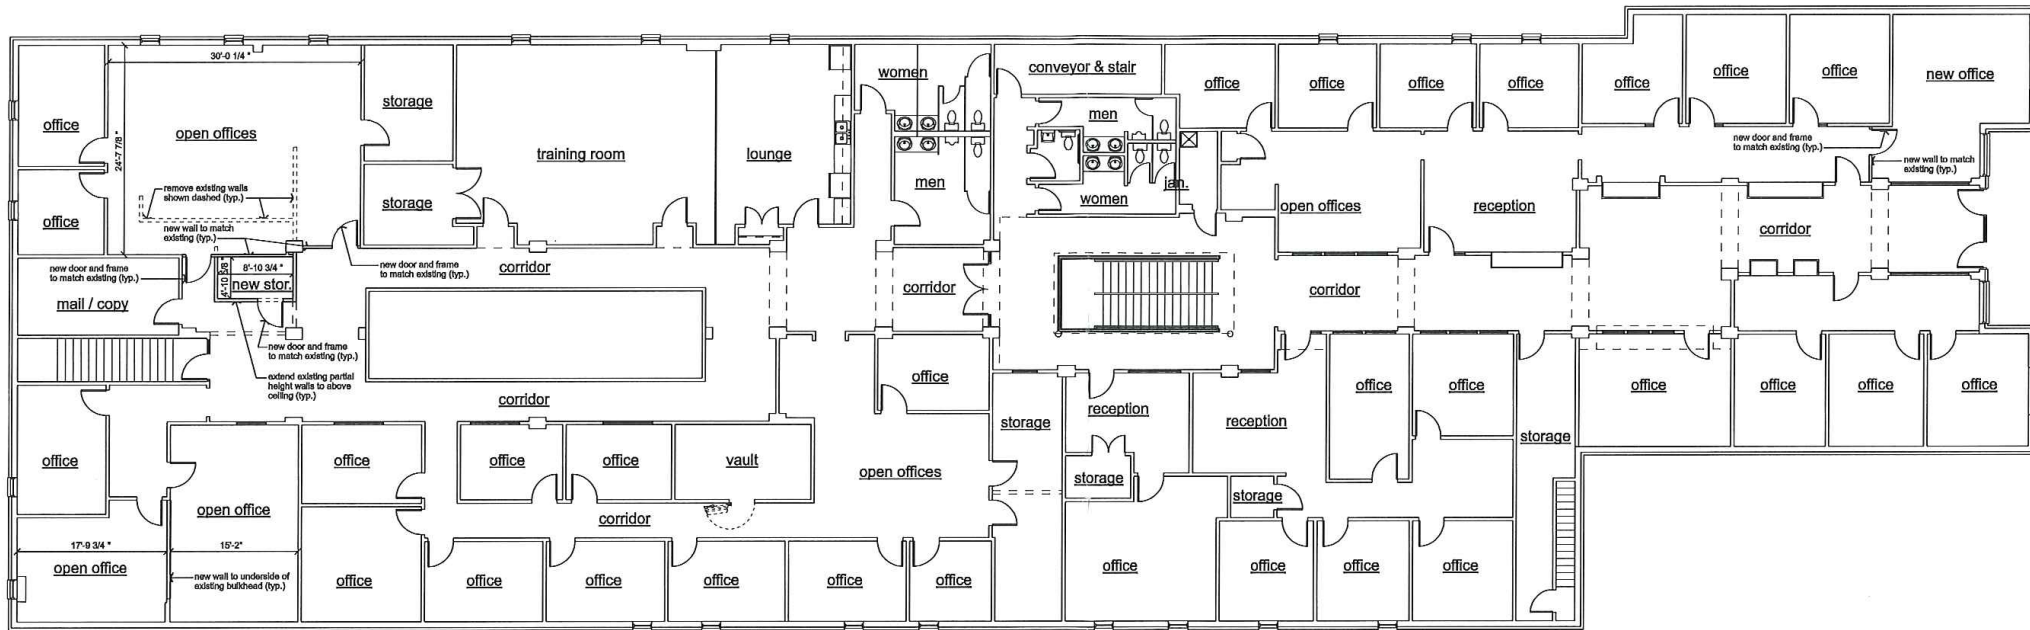 30'-0 1/4 "
office
open offices
24'-7 7/8 "
remove existing walls
shown dashed (typ.)
office
new wall to match
existing (typ.)
storage
storage
training room
lounge
women
men
conveyor & stair
men
women
jan.
office
office
office
office
office
office
office
new office
new door and frame
to match existing (typ.)
new wall to match
existing (typ.)
open offices
reception
corridor
new door and frame
to match existing (typ.)
mail / copy
8'-10 3/4 "
4'-10 5/8 "
new stor.
new door and frame
to match existing (typ.)
corridor
corridor
corridor
new door and frame
to match existing (typ.)
extend existing partial
height walls to above
ceiling (typ.)
corridor
office
office
open office
office
office
office
vault
open offices
storage
reception
storage
reception
storage
office
office
storage
office
office
office
office
17'-9 3/4 "
open office
15'-2"
new wall to underside of
existing bulkhead (typ.)
corridor
office
office
office
office
office
office
office
office
office
office